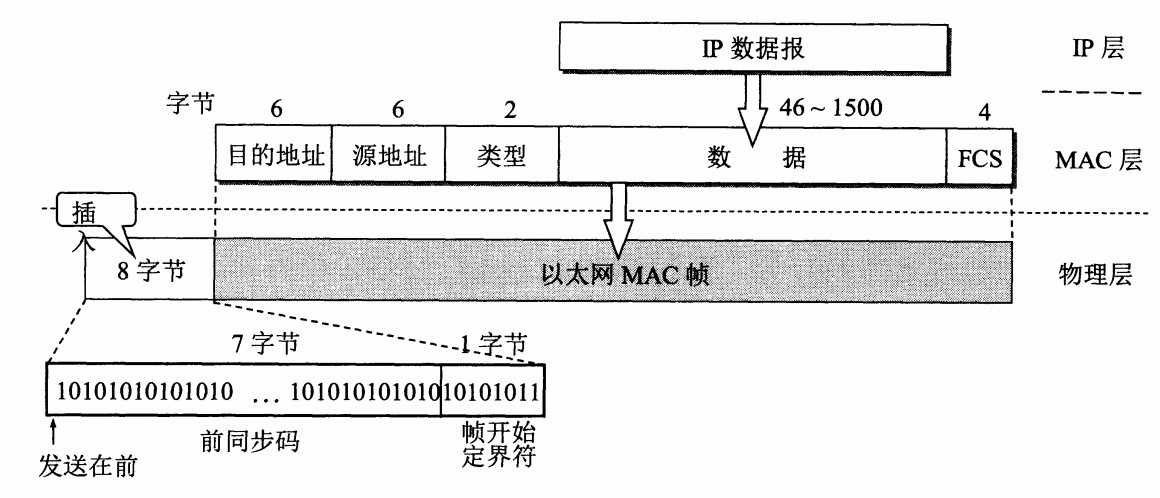 IP 数据报
IP 层
字节
6
6
2
46 ~ 1500
4
目的地址
源地址
类型
数 据
FCS
MAC 层
插入
8 字节
以太网 MAC 帧
物理层
7 字节
1 字节
10101010101010 … 101010101010
10101011
前同步码
帧开始
定界符
发送在前